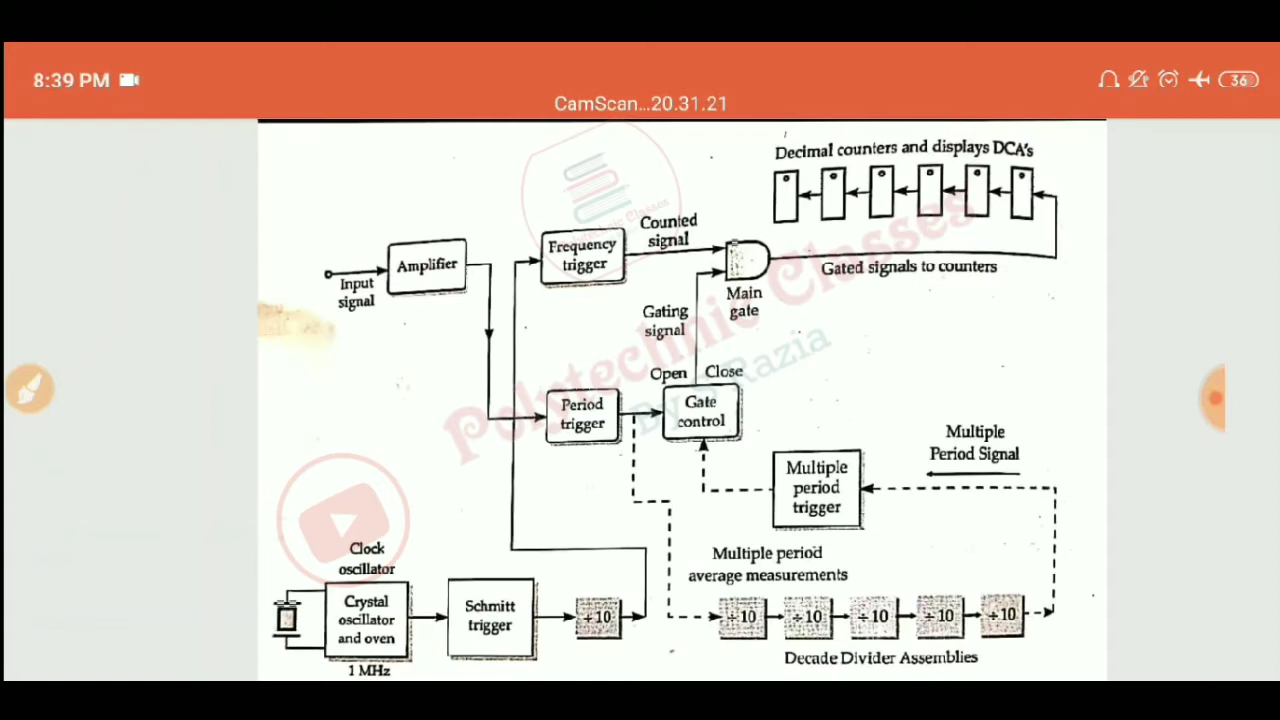 8:39 PM
36
CamScan...20.31.21
Decimal counters and displays DCA's
Counted
signal
Frequency
trigger
Amplifier
Input
signal
Gated signals to counters
Main
gate
Gating
signal
Open Close
Period
trigger
Gate
control
Multiple
Period Signal
Multiple
period
trigger
Clock
oscillator
Multiple period
average measurements
Crystal
oscillator
and oven
Schmitt
trigger
÷10
÷10
÷10
÷10
÷10
÷10
Decade Divider Assemblies
1 MHz
Polytechnic Classes
By S Razia